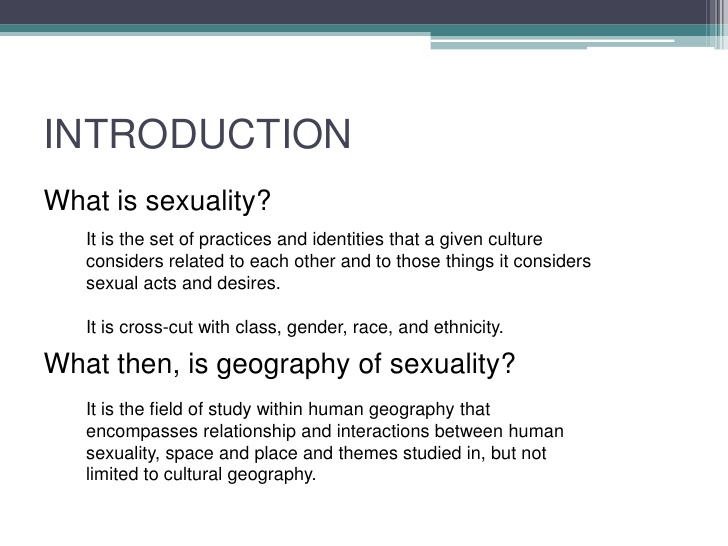 INTRODUCTION
What is sexuality?
It is the set of practices and identities that a given culture
considers related to each other and to those things it considers
sexual acts and desires.
It is cross-cut with class, gender, race, and ethnicity.
What then, is geography of sexuality?
It is the field of study within human geography that
encompasses relationship and interactions between human
sexuality, space and place and themes studied in, but not
limited to cultural geography.